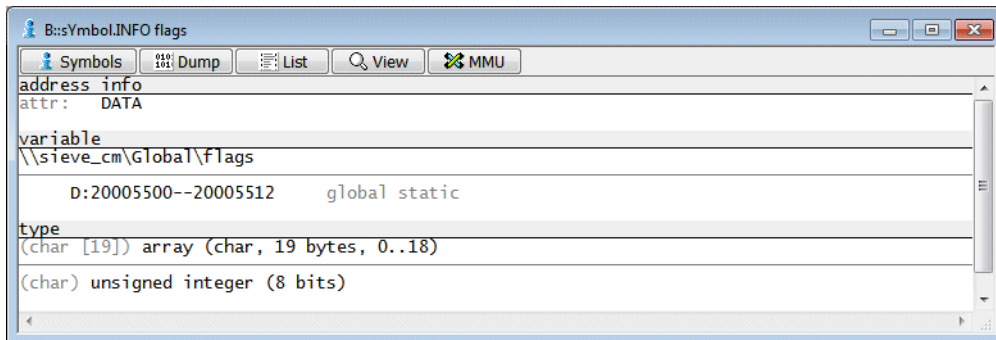 B::sYmbol.INFO flags
Symbols Dump List View MMU
address info
attr: DATA
variable
\\sieve_cm\Global\flags
D:20005500--20005512 global static
type
(char [19]) array (char, 19 bytes, 0..18)
(char) unsigned integer (8 bits)